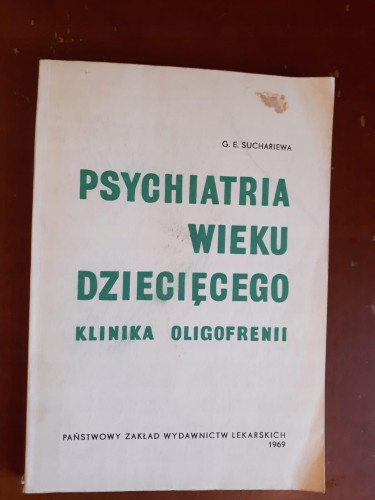 G. E. SUCHARIEWA
PSYCHIATRIA
WIEKU
DZIECIĘCEGO
KLINIKA OLIGOFRENII
PAŃSTWOWY ZAKŁAD WYDAWNICTW LEKARSKICH
1969